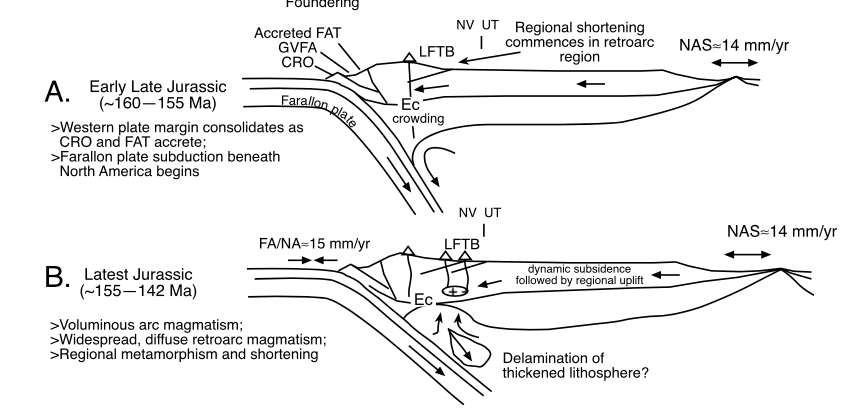 Foundering
Accreted FAT
GVFA
CRO
LFTB
NV UT
Regional shortening
commences in retroarc
region
NAS≈14 mm/yr
A.
Early Late Jurassic
(~160—155 Ma)
Farallon plate
Ec
crowding
>Western plate margin consolidates as
CRO and FAT accrete;
>Farallon plate subduction beneath
North America begins
NV UT
FA/NA≈15 mm/yr
LFTB
NAS≈14 mm/yr
B.
Latest Jurassic
(~155—142 Ma)
dynamic subsidence
followed by regional uplift
++
Ec
>Voluminous arc magmatism;
>Widespread, diffuse retroarc magmatism;
>Regional metamorphism and shortening
Delamination of
thickened lithosphere?